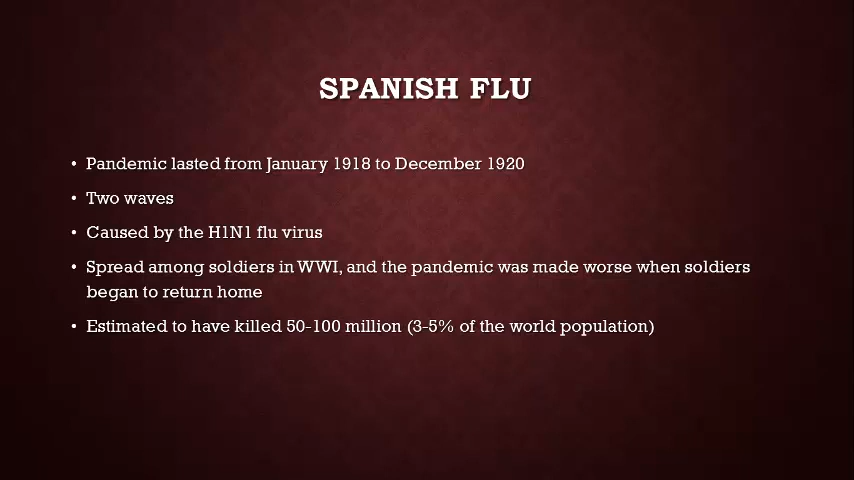 SPANISH FLU
• Pandemic lasted from January 1918 to December 1920
• Two waves
• Caused by the H1N1 flu virus
• Spread among soldiers in WWI, and the pandemic was made worse when soldiers
began to return home
• Estimated to have killed 50-100 million (3-5% of the world population)